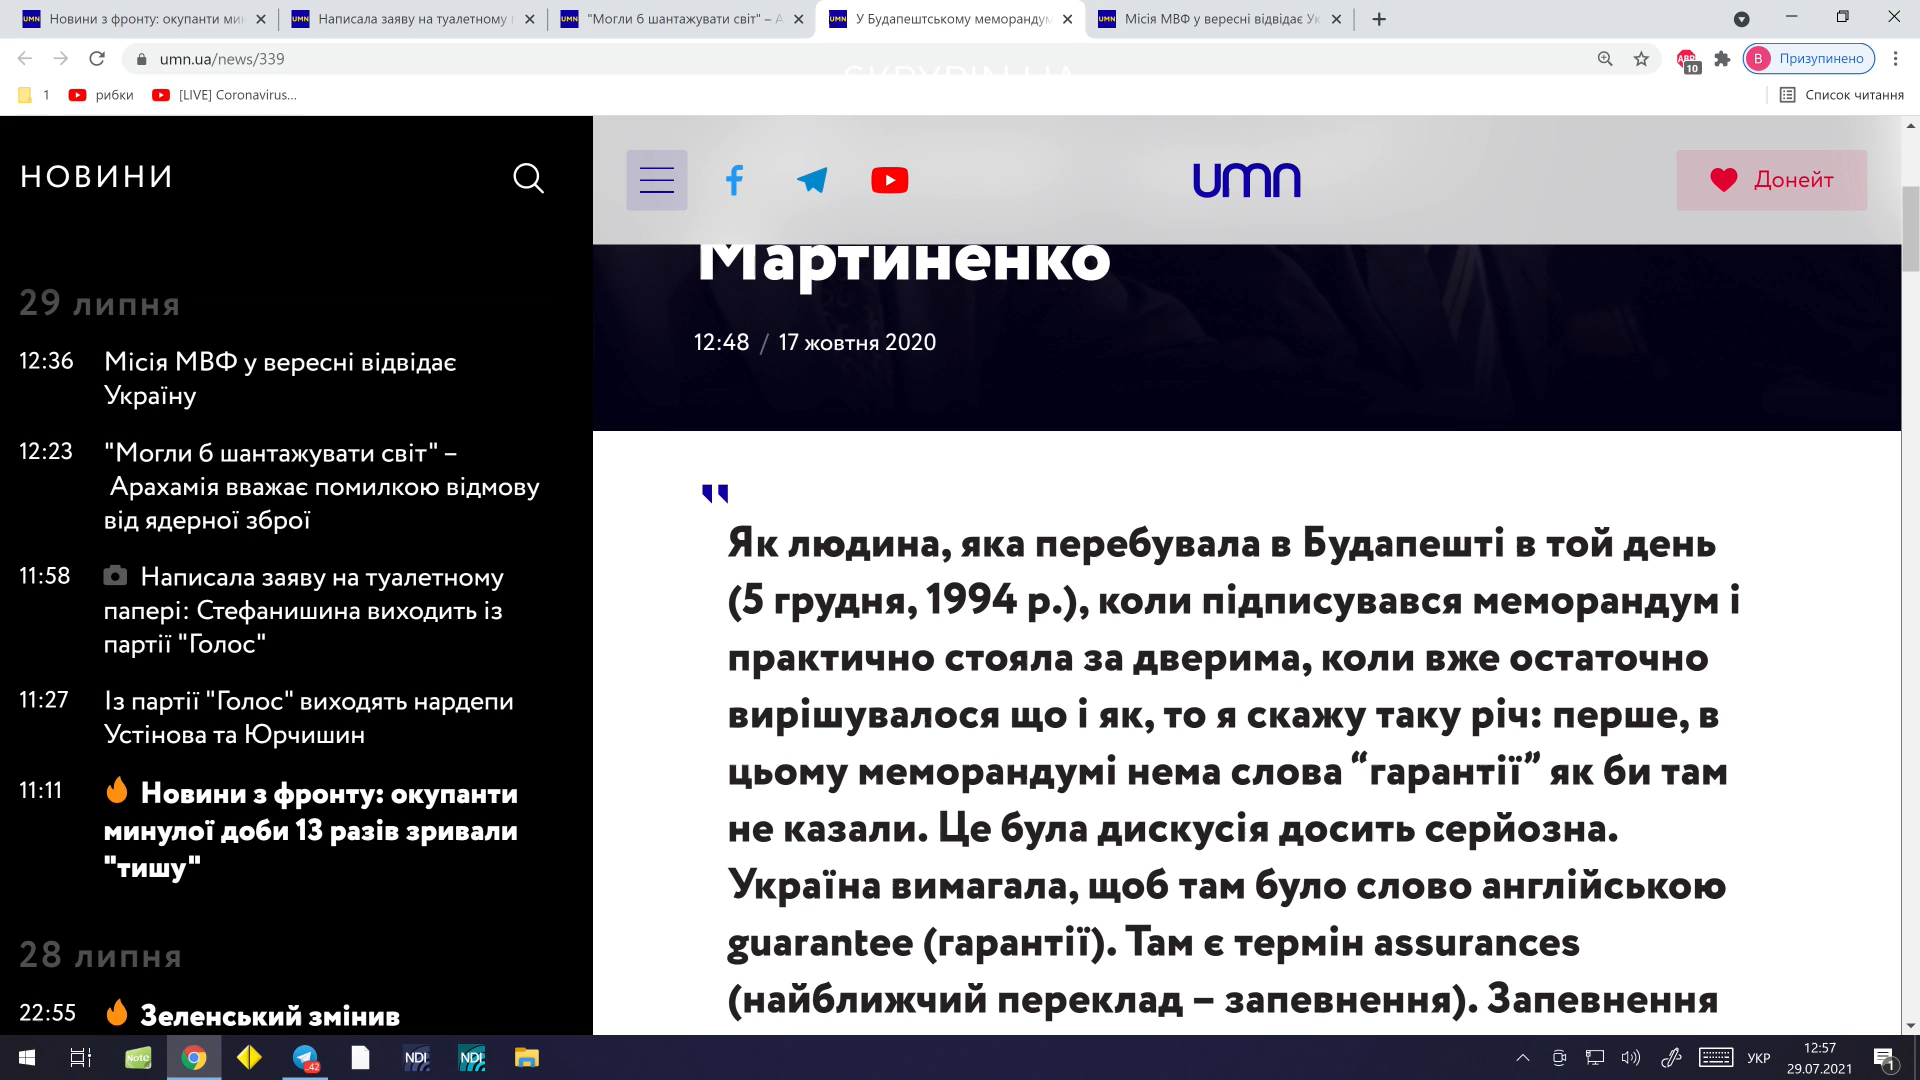 Новини з фронту: окупанти
Написала заяву на туалетному
"Могли б шантажувати світ" –
У Будапештському меморандум
Місія МВФ у вересні відвідає
umn.ua/news/339
10
В
Призупинено
1
рибки
[LIVE] Coronavirus...
Список читання
НОВИНИ
umn
Донейт
29 липня
12:36
Місія МВФ у вересні відвідає
Україну
12:23
"Могли б шантажувати світ" –
Арахамія вважає помилкою відмову
від ядерної зброї
11:58
Написала заяву на туалетному
папері: Стефанишина виходить із
партії "Голос"
11:27
Із партії "Голос" виходять нардепи
Устінова та Юрчишин
11:11
Новини з фронту: окупанти
минулої доби 13 разів зривали
"тишу"
28 липня
22:55
Зеленський змінив
Мартиненко
12:48 / 17 жовтня 2020
Як людина, яка перебувала в Будапешті в той день
(5 грудня, 1994 р.), коли підписувався меморандум і
практично стояла за дверима, коли вже остаточно
вирішувалося що і як, то я скажу таку річ: перше, в
цьому меморандумі нема слова “гарантії” як би там
не казали. Це була дискусія досить серйозна.
Україна вимагала, щоб там було слово англійською
guarantee (гарантії). Там є термін assurances
(найближчий переклад – запевнення). Запевнення
Note
42
NDI
NDI
УКР
12:57
29.07.2021
1